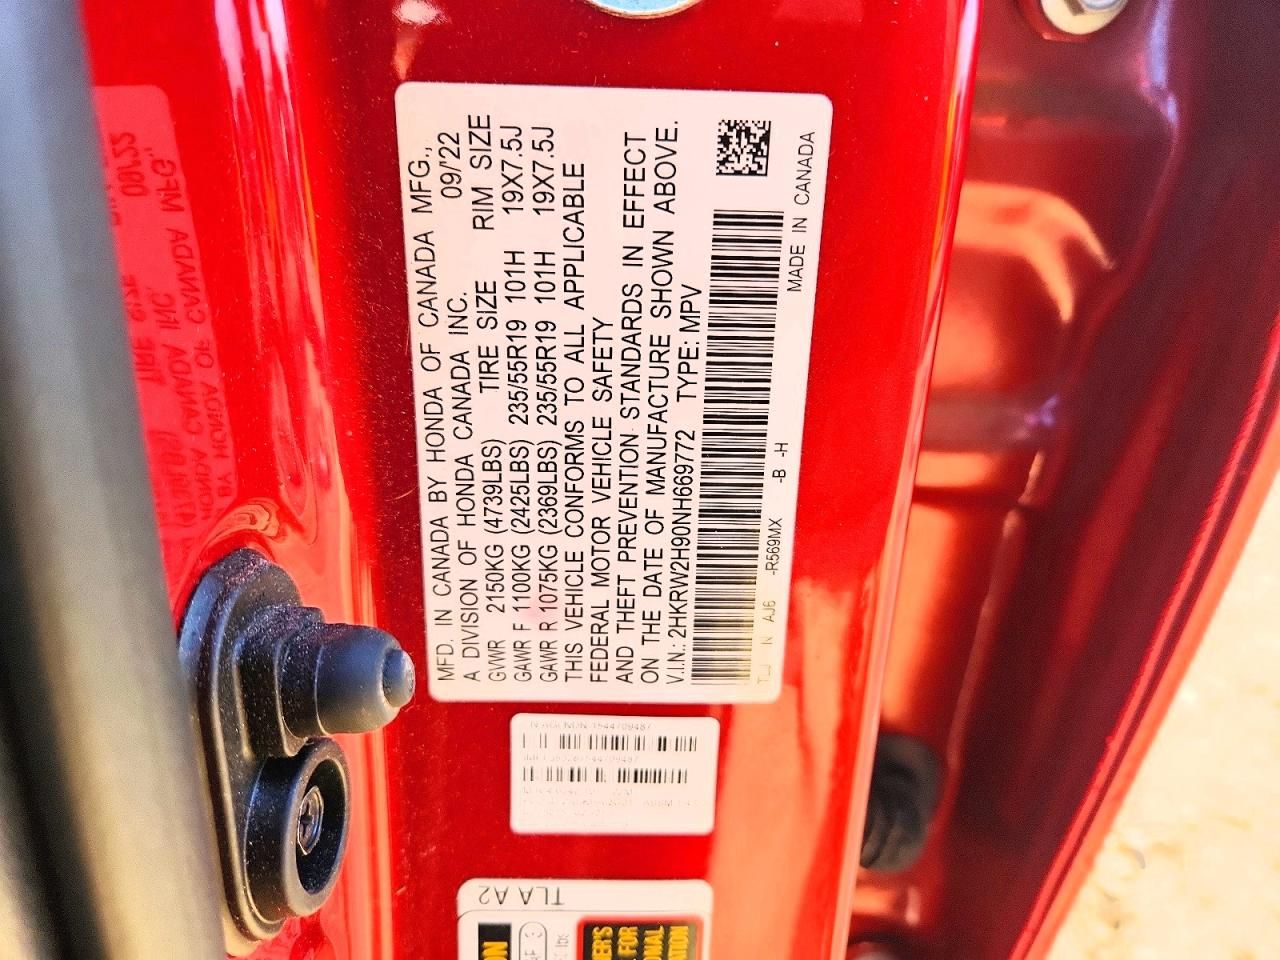 MFD. IN CANADA BY HONDA OF CANADA MFG.,
A DIVISION OF HONDA CANADA INC. 09/'22
GVWR 2150KG (4739LBS) TIRE SIZE RIM SIZE
GAWR F 1100KG (2425LBS) 235/55R19 101H 19X7.5J
GAWR R 1075KG (2369LBS) 235/55R19 101H 19X7.5J
THIS VEHICLE CONFORMS TO ALL APPLICABLE
FEDERAL MOTOR VEHICLE SAFETY
AND THEFT PREVENTION STANDARDS IN EFFECT
ON THE DATE OF MANUFACTURE SHOWN ABOVE.
V.I.N.: 2HKRW2H90NH669772 TYPE: MPV
AJ6 -R569MX -B -H
MADE IN CANADA
1544709487
TLA A2